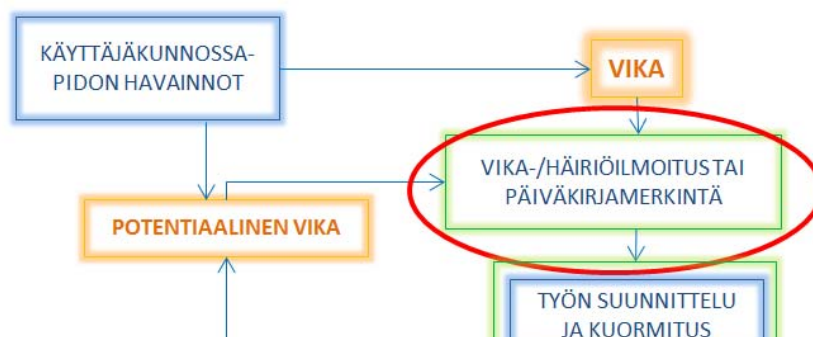 KÄYTTÄJÄKUNNOSSA-
PIDON HAVAINNOT
VIKA
VIKA-/HÄIRIÖILMOITUS TAI
PÄIVÄKIRJAMERKINTÄ
POTENTIAALINEN VIKA
TYÖN SUUNNITTELU
JA KUORMITUS